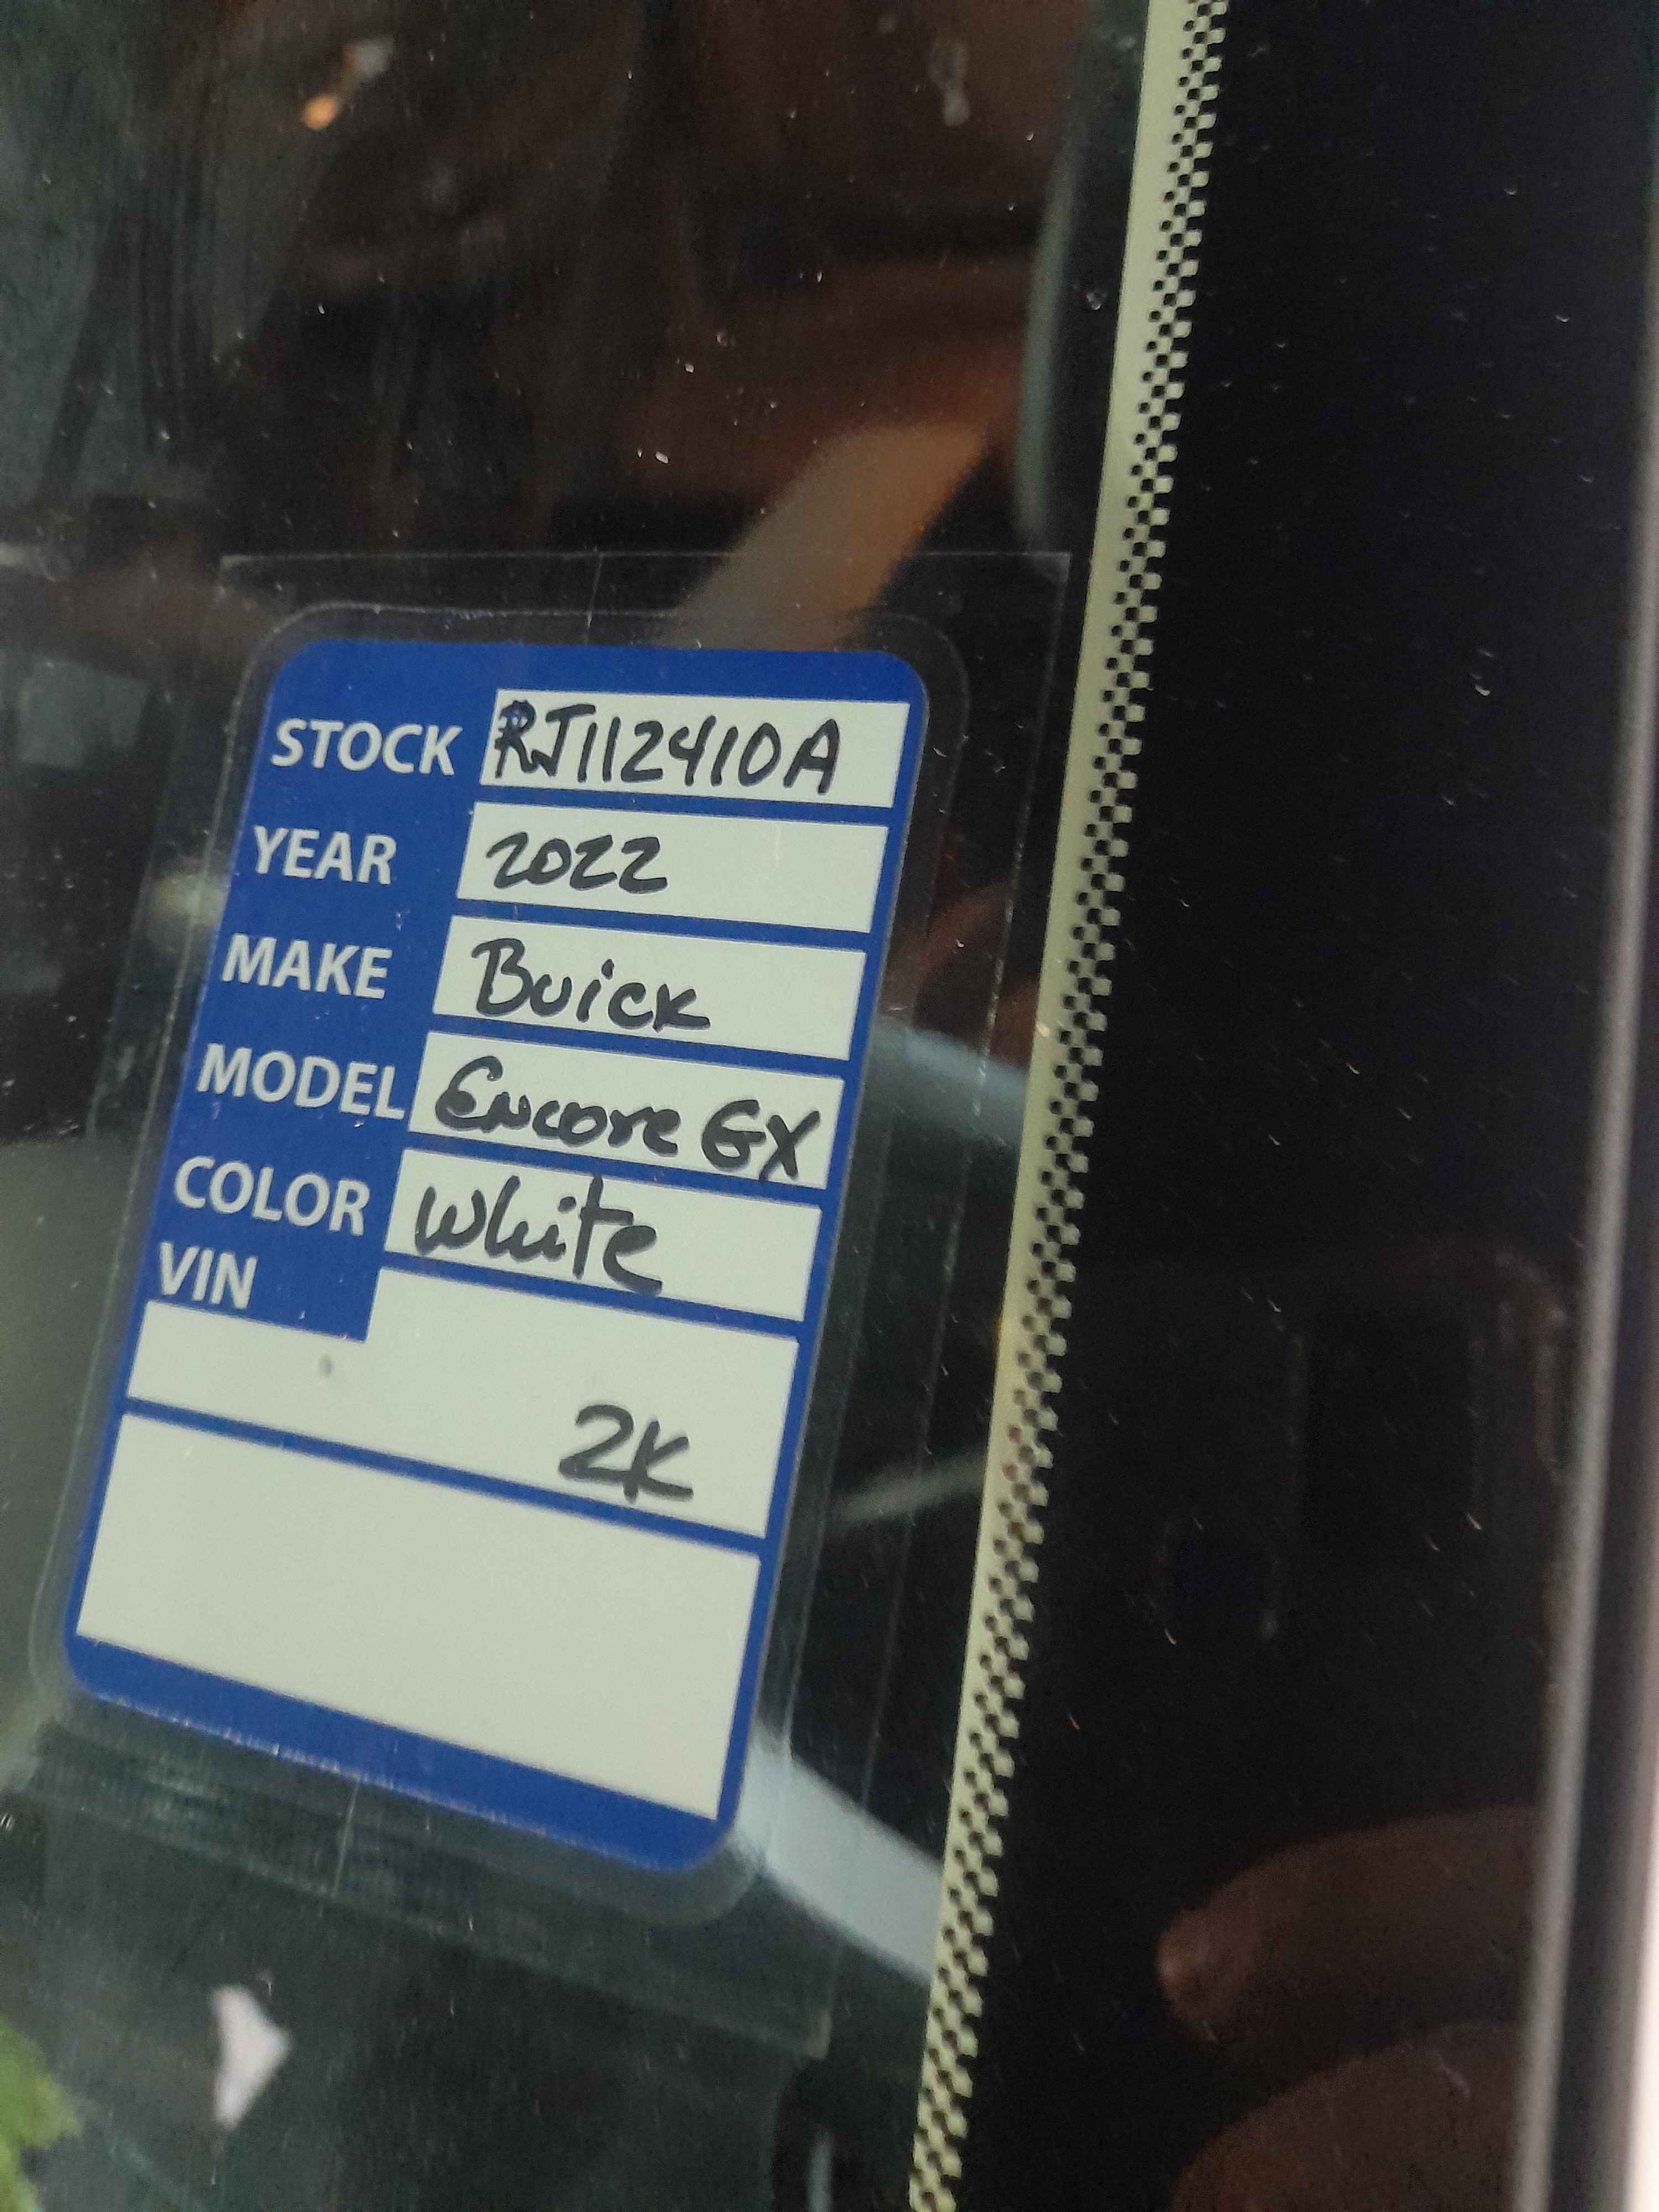 STOCK RJ112410A
YEAR 2022
MAKE Buick
MODEL Encore GX
COLOR White
VIN
2K